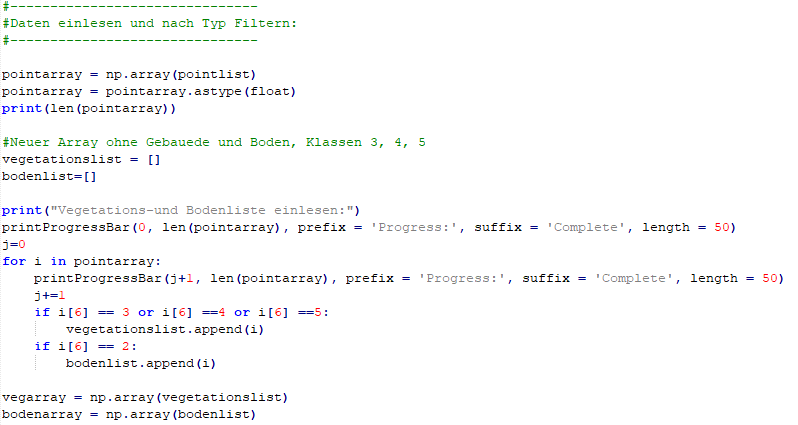 #-------------------------------
#Daten einlesen und nach Typ Filtern:
#-------------------------------
pointarray = np.array(pointlist)
pointarray = pointarray.astype(float)
print(len(pointarray))
#Neuer Array ohne Gebauede und Boden, Klassen 3, 4, 5
vegetationslist = []
bodenlist=[]
print("Vegetations-und Bodenliste einlesen:")
printProgressBar(0, len(pointarray), prefix = 'Progress:', suffix = 'Complete', length = 50)
j=0
for i in pointarray:
    printProgressBar(j+1, len(pointarray), prefix = 'Progress:', suffix = 'Complete', length = 50)
    j+=1
    if i[6] == 3 or i[6] ==4 or i[6] ==5:
        vegetationslist.append(i)
    if i[6] == 2:
        bodenlist.append(i)
vegarray = np.array(vegetationslist)
bodenarray = np.array(bodenlist)